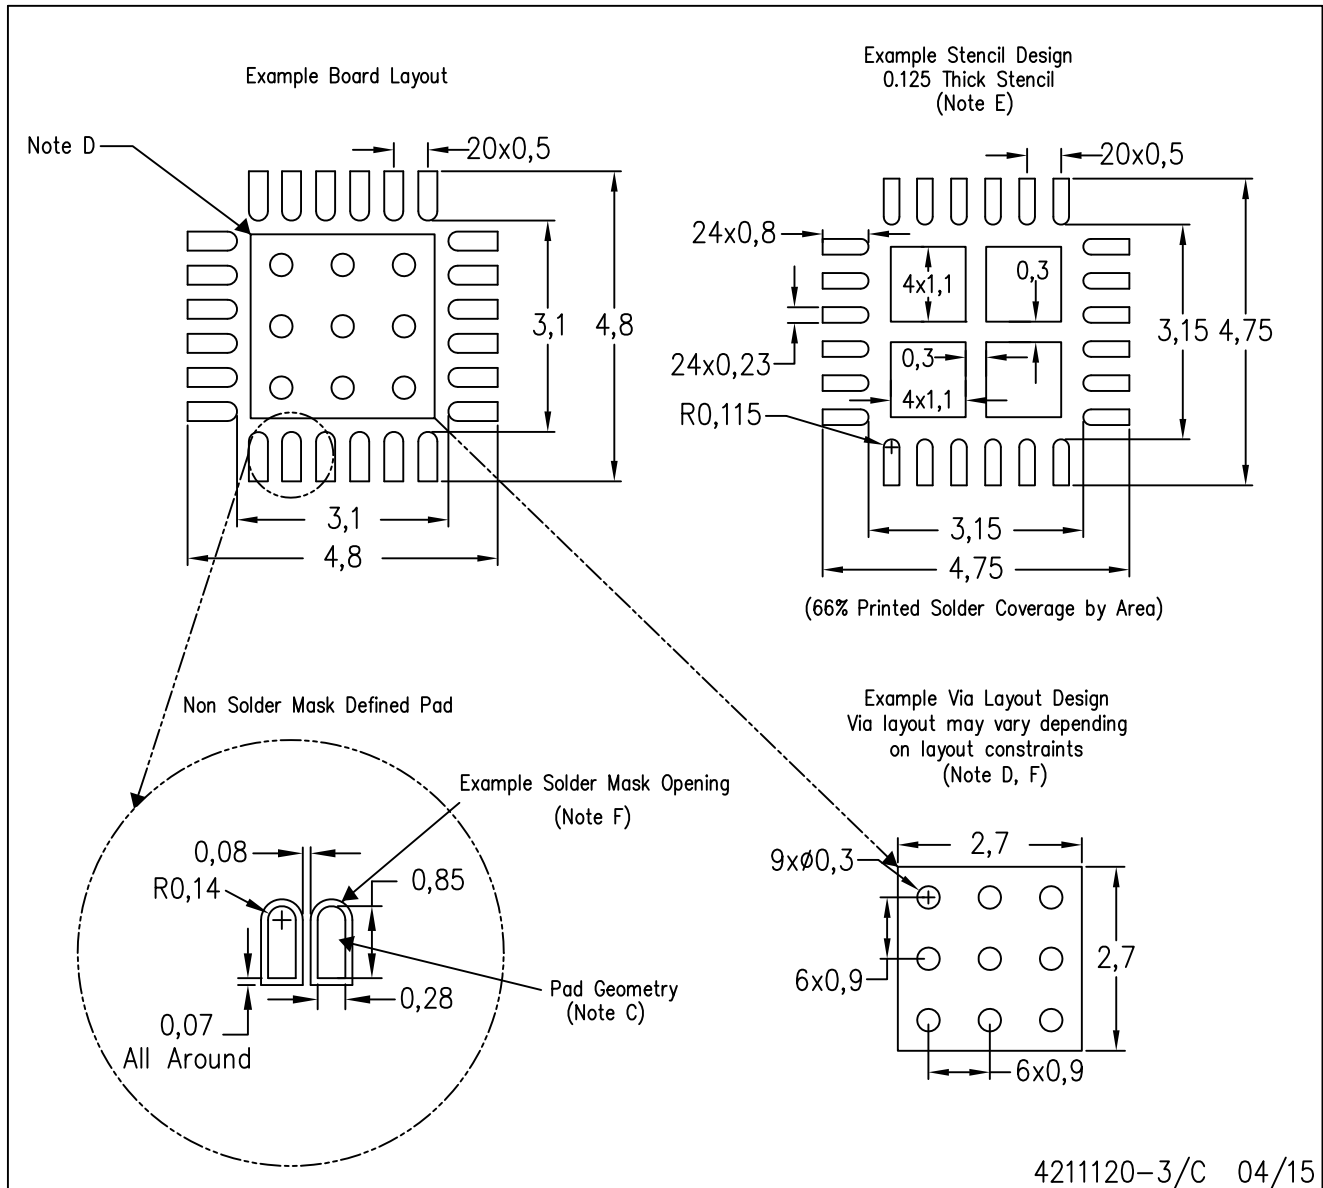 Example Board Layout
Note D
20x0,5
3,1
4,8
3,1
4,8
Example Stencil Design
0.125 Thick Stencil
(Note E)
20x0,5
24x0,8
4x1,1
0,3
3,15
4,75
24x0,23
0,3
4x1,1
R0,115
3,15
4,75
(66% Printed Solder Coverage by Area)
Non Solder Mask Defined Pad
Example Solder Mask Opening
(Note F)
0,08
R0,14
0,85
0,28
Pad Geometry
(Note C)
0,07
All Around
Example Via Layout Design
Via layout may vary depending
on layout constraints
(Note D, F)
9xø0,3
2,7
2,7
6x0,9
6x0,9
4211120-3/C 04/15